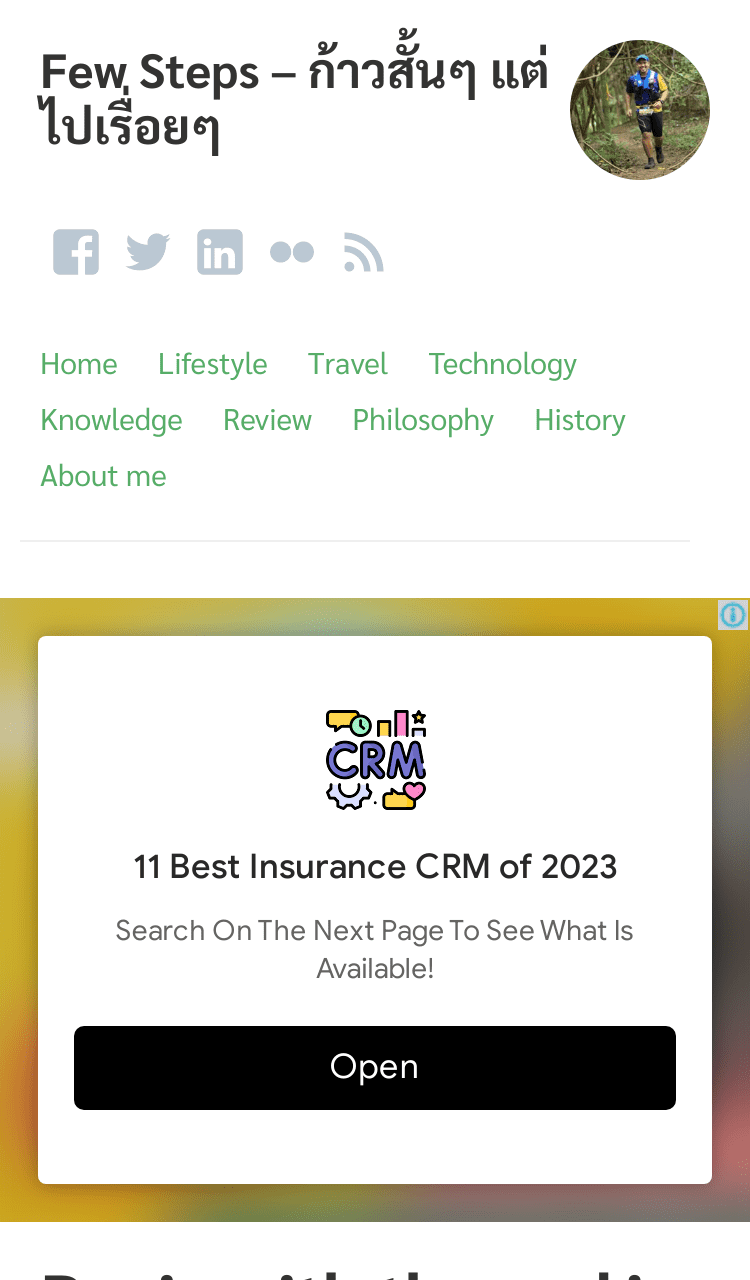 Few Steps – ก้าวสั้นๆ แต่
ไปเรื่อยๆ
Home Lifestyle Travel Technology
Knowledge Review Philosophy History
About me
CRM
11 Best Insurance CRM of 2023
Search On The Next Page To See What Is
Available!
Open